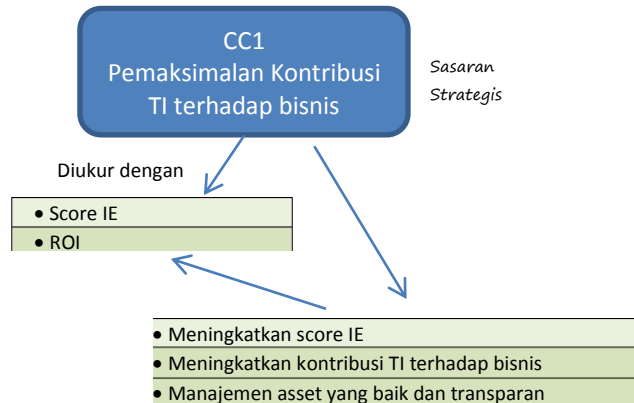 CC1
Pemaksimalan Kontribusi
TI terhadap bisnis
Sasaran
Strategis
Diukur dengan
• Score IE
• ROI
• Meningkatkan score IE
• Meningkatkan kontribusi TI terhadap bisnis
• Manajemen asset yang baik dan transparan